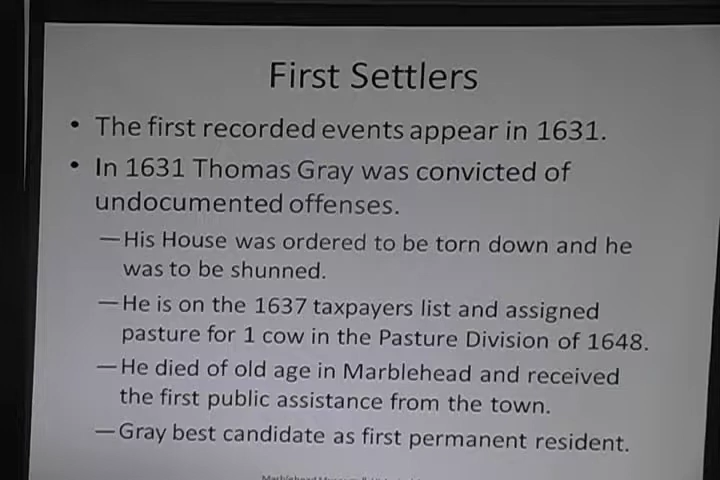 First Settlers
• The first recorded events appear in 1631.
• In 1631 Thomas Gray was convicted of
undocumented offenses.
—His House was ordered to be torn down and he
was to be shunned.
—He is on the 1637 taxpayers list and assigned
pasture for 1 cow in the Pasture Division of 1648.
—He died of old age in Marblehead and received
the first public assistance from the town.
—Gray best candidate as first permanent resident.
Marblehead Museum